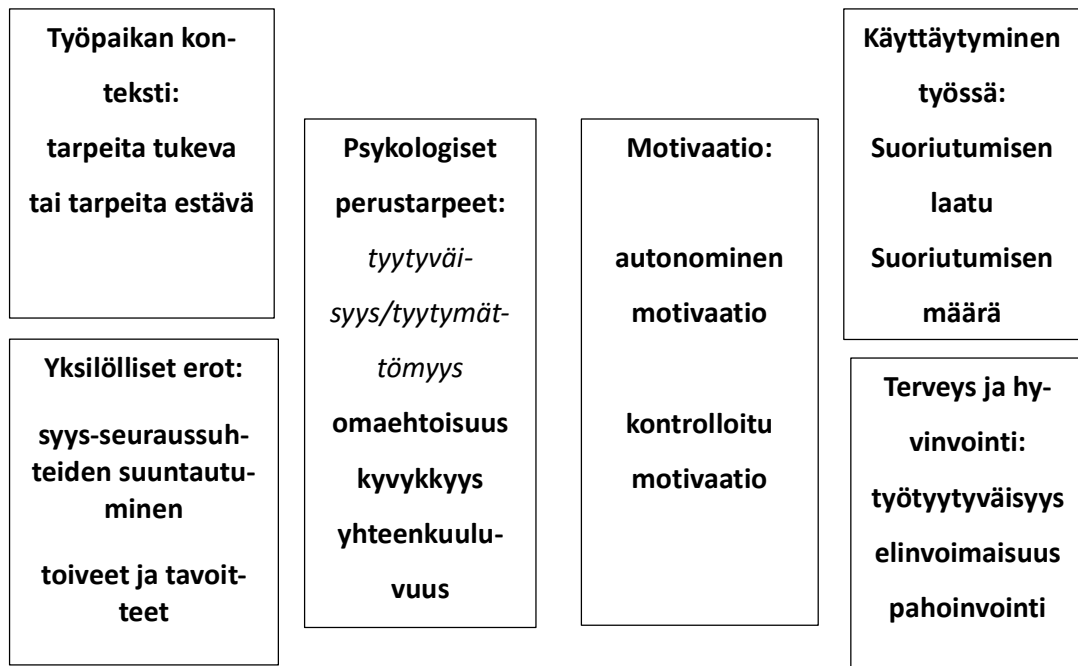 Työpaikan kon-
teksti:
tarpeita tukeva
tai tarpeita estävä
Yksilölliset erot:
syys-seuraussuh-
teiden suuntautu-
minen
toiveet ja tavoit-
teet
Psykologiset
perustarpeet:
tyytyväi-
syys/tyytymät-
tömyys
omaehtoisuus
kyvykkyys
yhteenkuulu-
vuus
Motivaatio:
autonominen
motivaatio
kontrolloitu
motivaatio
Käyttäytyminen
työssä:
Suoriutumisen
laatu
Suoriutumisen
määrä
Terveys ja hy-
vinvointi:
työtyytyväisyys
elinvoimaisuus
pahoinvointi